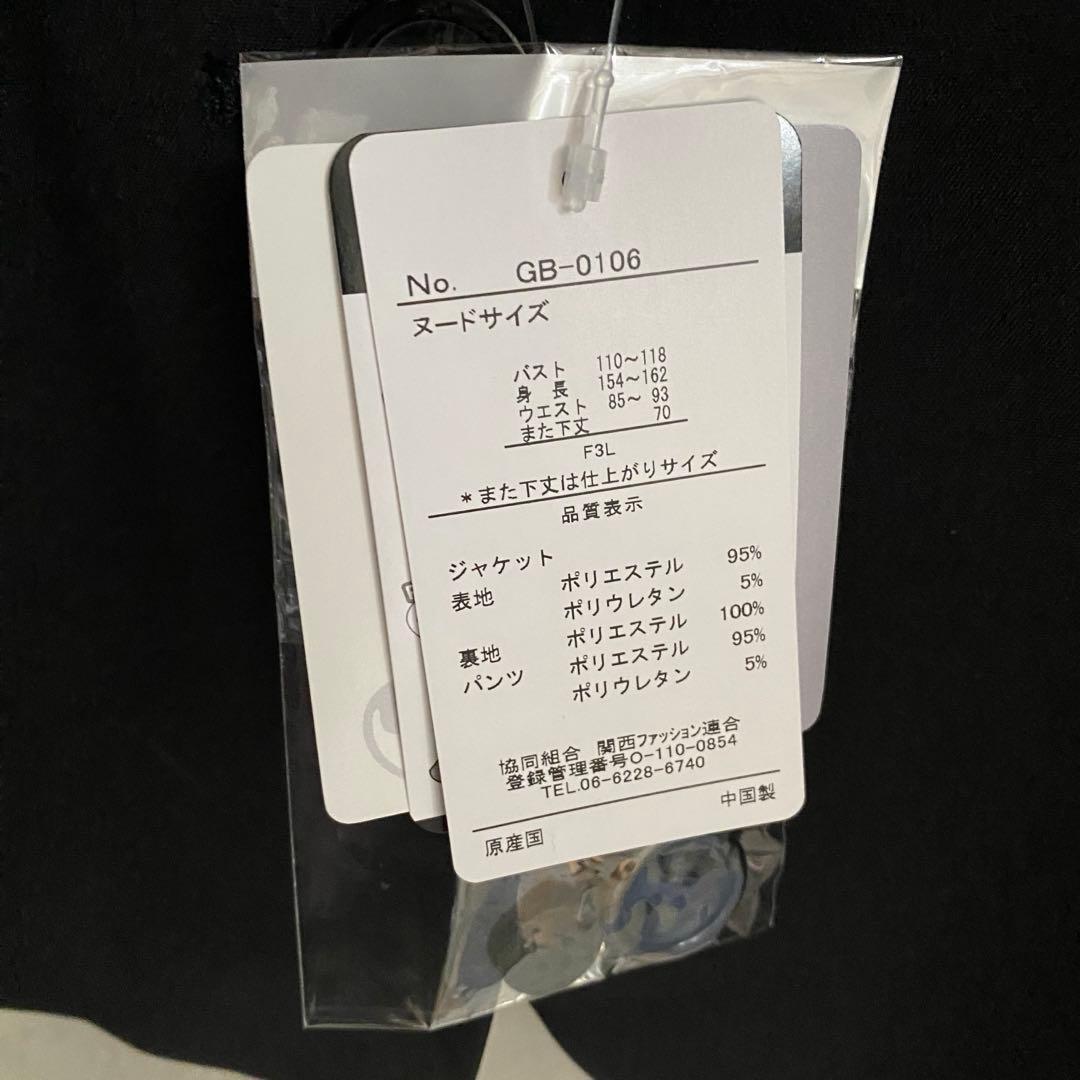 No. GB-0106
ヌードサイズ
バスト 110～118
身 長 154～162
ウエスト 85～ 93
また下丈 70
F3L
＊また下丈は仕上がりサイズ
品質表示
ジャケット
表地 ポリエステル 95%
ポリウレタン 5%
裏地 ポリエステル 100%
パンツ ポリエステル 95%
ポリウレタン 5%
協同組合 関西ファッション連合
登録管理番号O-110-0854
TEL.06-6228-6740
原産国 中国製